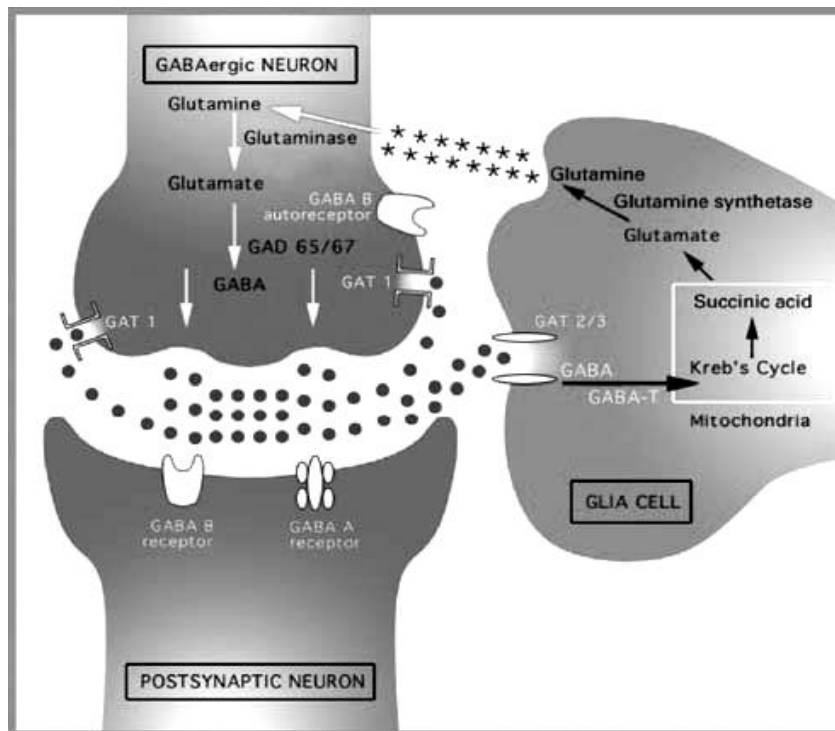 GABAergic NEURON
Glutamine
Glutaminase
Glutamate
GABA B
autoreceptor
GAD 65/67
GABA
GAT 1
GAT 1
Glutamine
Glutamine synthetase
Glutamate
Succinic acid
GAT 2/3
GABA
GABA-T
Kreb's Cycle
Mitochondria
GLIA CELL
GABA B
receptor
GABA A
receptor
POSTSYNAPTIC NEURON